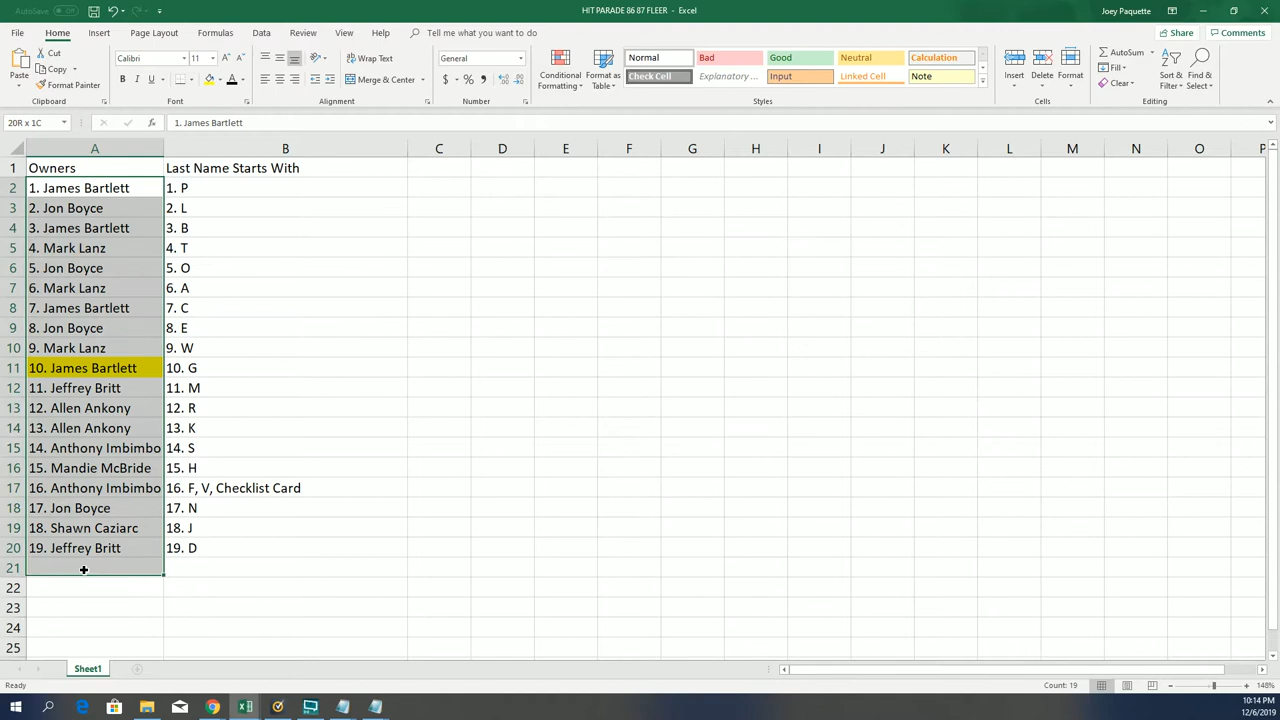 AutoSave Off
HIT PARADE 86 87 FLEER - Excel
Joey Paquette
File Home Insert Page Layout Formulas Data Review View Help Tell me what you want to do
Share Comments
Paste
Cut
Copy
Format Painter
Calibri 11
B I U
Wrap Text
Merge & Center
General
$ % ,
Conditional Formatting
Format as Table
Normal Bad Good Neutral Calculation
Check Cell Explanatory ... Input Linked Cell Note
Insert Delete Format
AutoSum
Fill
Clear
Sort & Filter
Find & Select
Clipboard Font Alignment Number Styles Cells Editing
20R x 1C
fx
1. James Bartlett
A B C D E F G H I J K L M N O P
1 Owners Last Name Starts With
2 1. James Bartlett 1. P
3 2. Jon Boyce 2. L
4 3. James Bartlett 3. B
5 4. Mark Lanz 4. T
6 5. Jon Boyce 5. O
7 6. Mark Lanz 6. A
8 7. James Bartlett 7. C
9 8. Jon Boyce 8. E
10 9. Mark Lanz 9. W
11 10. James Bartlett 10. G
12 11. Jeffrey Britt 11. M
13 12. Allen Ankony 12. R
14 13. Allen Ankony 13. K
15 14. Anthony Imbimbo 14. S
16 15. Mandie McBride 15. H
17 16. Anthony Imbimbo 16. F, V, Checklist Card
18 17. Jon Boyce 17. N
19 18. Shawn Caziarc 18. J
20 19. Jeffrey Britt 19. D
21
22
23
24
25
Sheet1
Ready
Count: 19
148%
10:14 PM
12/6/2019